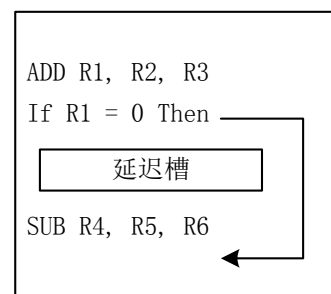 ADD R1, R2, R3
If R1 = 0 Then
延迟槽
SUB R4, R5, R6